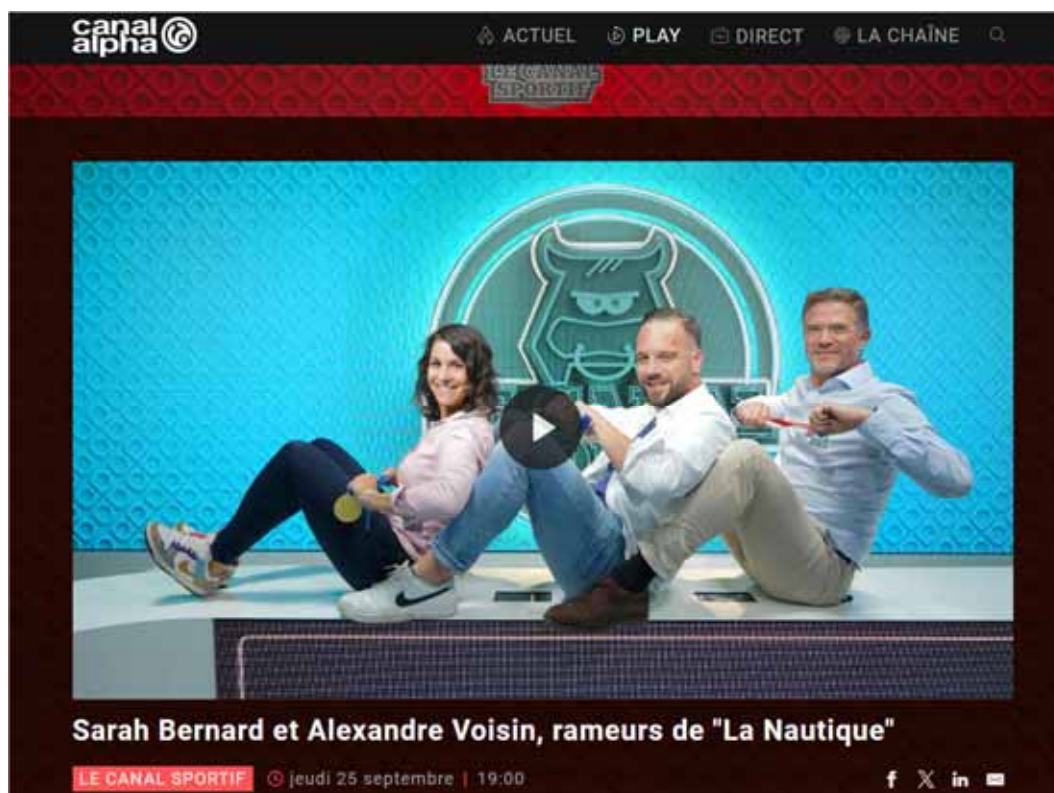 canal
alpha
ACTUEL
PLAY
DIRECT
LA CHAÎNE
LE CANAL
SPORTIF
Sarah Bernard et Alexandre Voisin, rameurs de "La Nautique"
LE CANAL SPORTIF
jeudi 25 septembre | 19:00